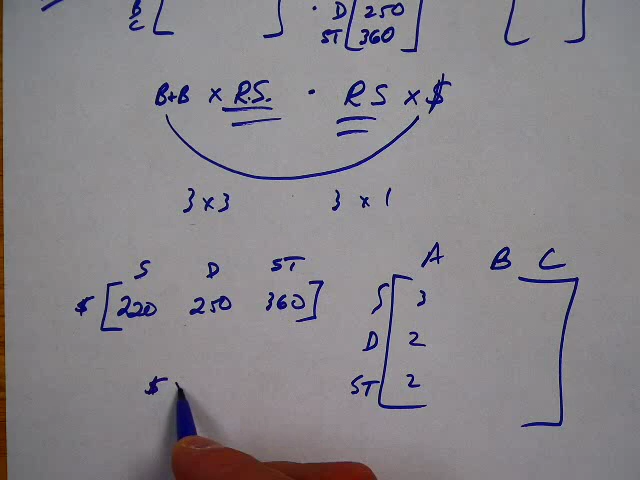 B C [ ] · D ST [ 250 360 ] [ ]
B+B × R.S. · RS × $
3 × 3 3 × 1
S D ST A B C
$ [ 220 250 360 ] S 3
D 2
$ ST 2